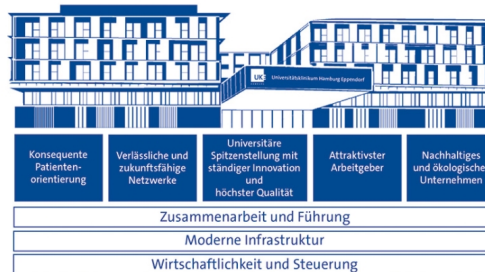 UKE Universitätsklinikum Hamburg Eppendorf
Konsequente
Patienten-
orientierung
Verlässliche und
zukunftsfähige
Netzwerke
Universitäre
Spitzenstellung mit
ständiger Innovation
und
höchster Qualität
Attraktivster
Arbeitgeber
Nachhaltiges
und ökologisches
Unternehmen
Zusammenarbeit und Führung
Moderne Infrastruktur
Wirtschaftlichkeit und Steuerung